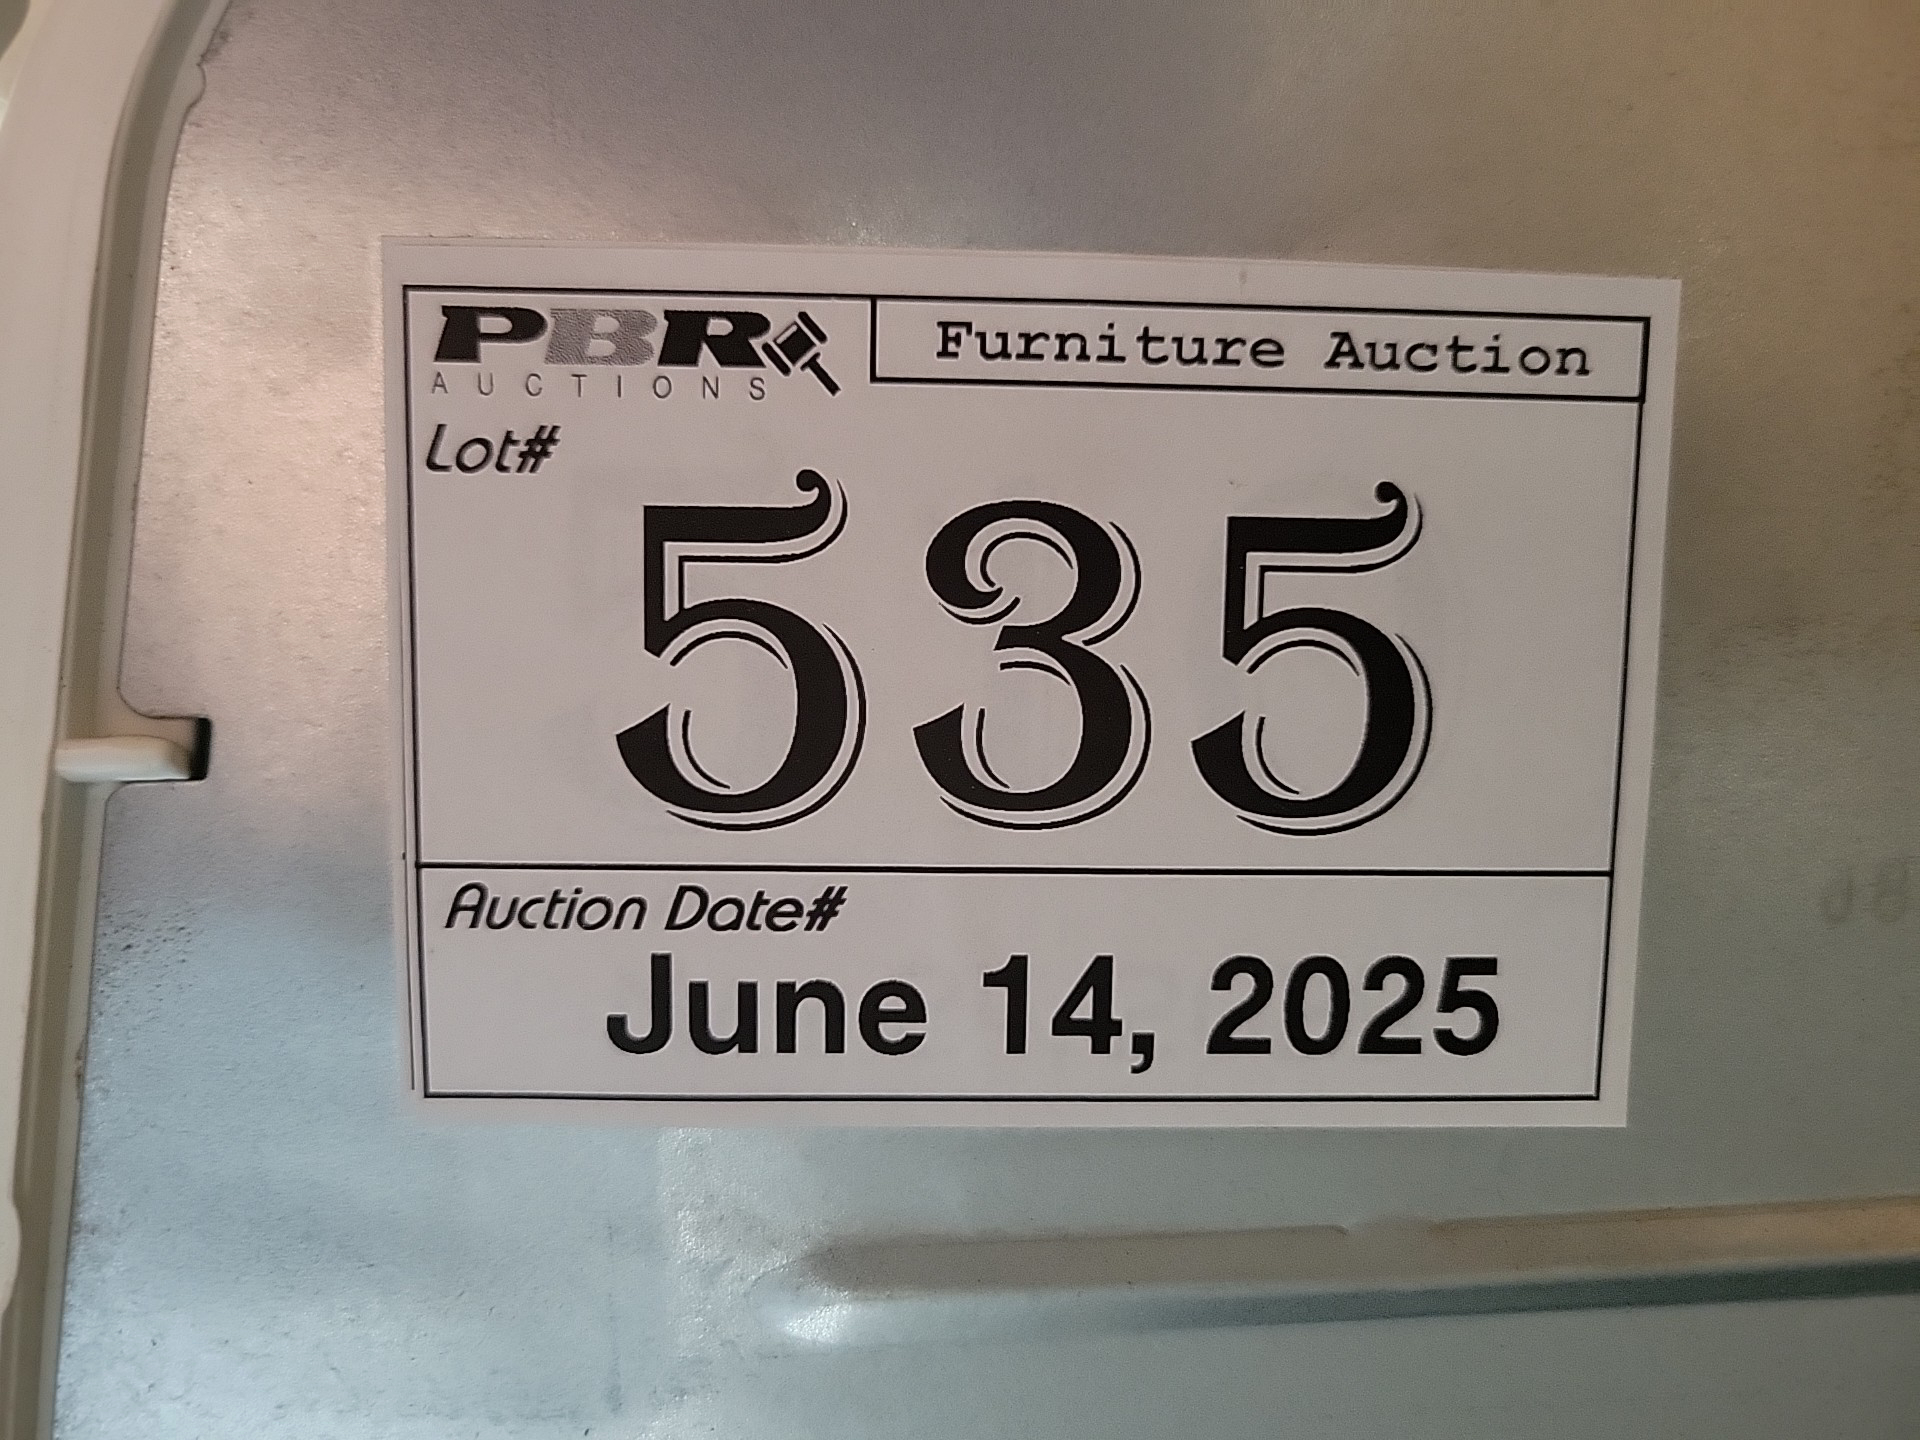 PBR
AUCTIONS
Furniture Auction
Lot#
535
Auction Date#
June 14, 2025